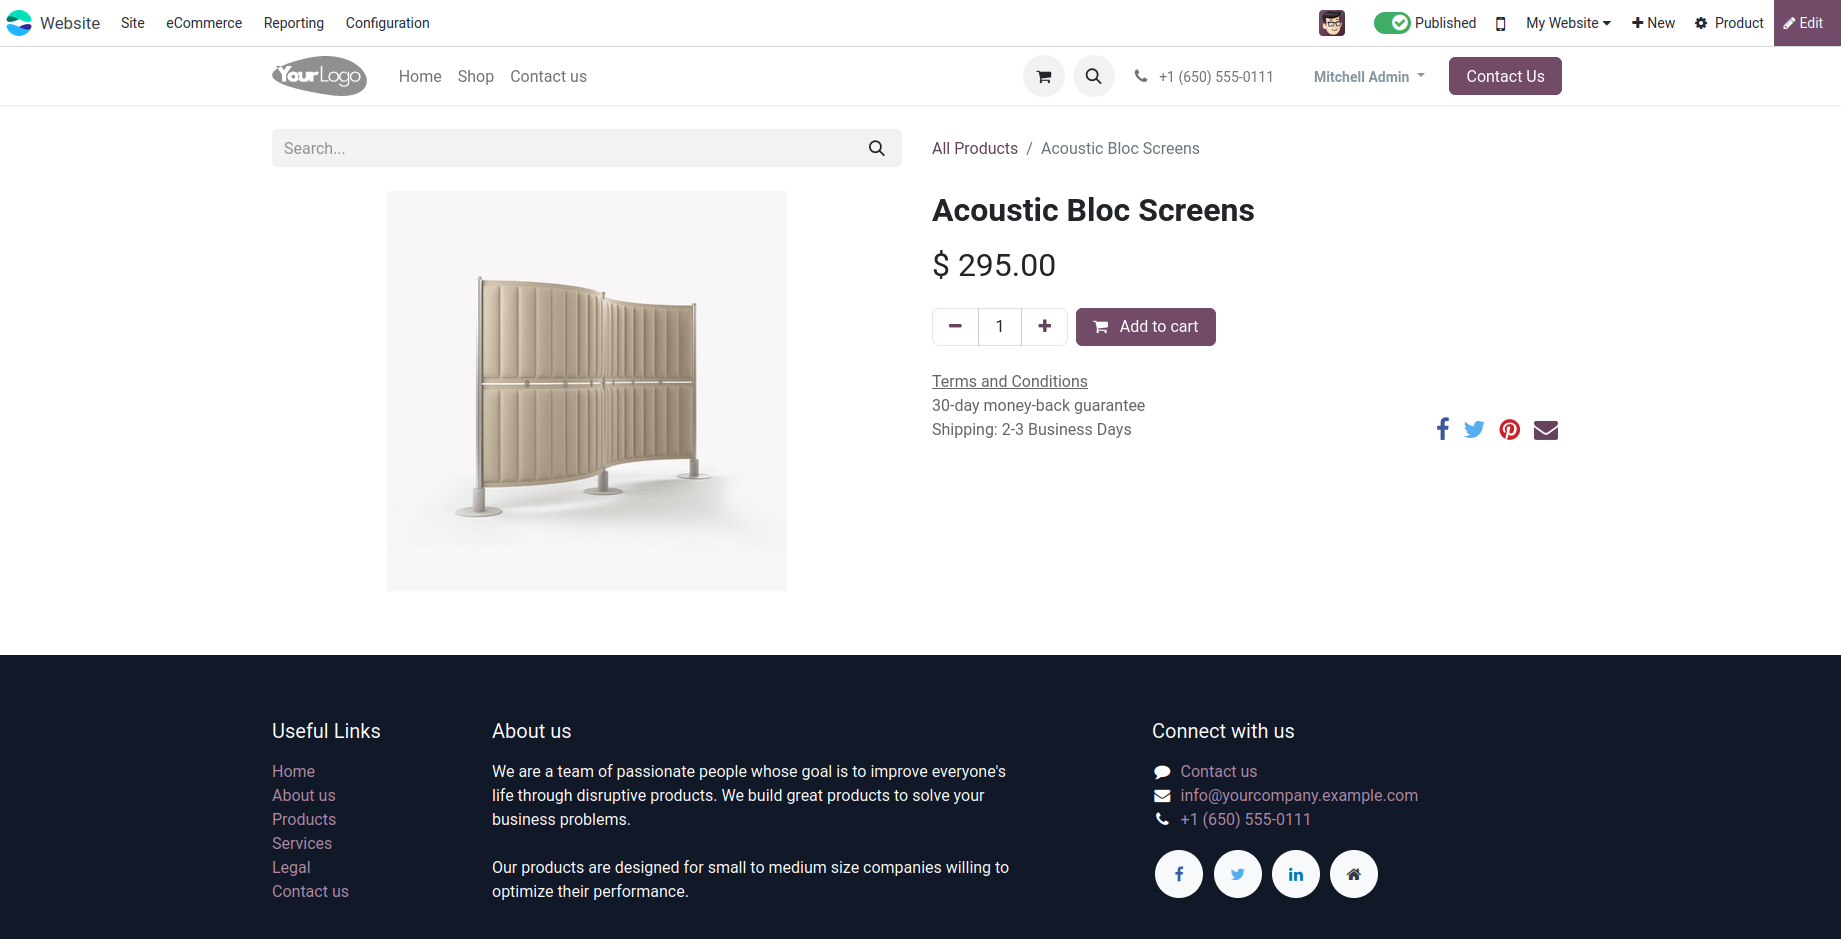 Website Site eCommerce Reporting Configuration Published My Website New Product Edit
YourLogo Home Shop Contact us +1 (650) 555-0111 Mitchell Admin Contact Us
Search... All Products / Acoustic Bloc Screens
Acoustic Bloc Screens
$ 295.00
1 Add to cart
Terms and Conditions
30-day money-back guarantee
Shipping: 2-3 Business Days
Useful Links
Home
About us
Products
Services
Legal
Contact us
About us
We are a team of passionate people whose goal is to improve everyone's
life through disruptive products. We build great products to solve your
business problems.
Our products are designed for small to medium size companies willing to
optimize their performance.
Connect with us
Contact us
info@yourcompany.example.com
+1 (650) 555-0111